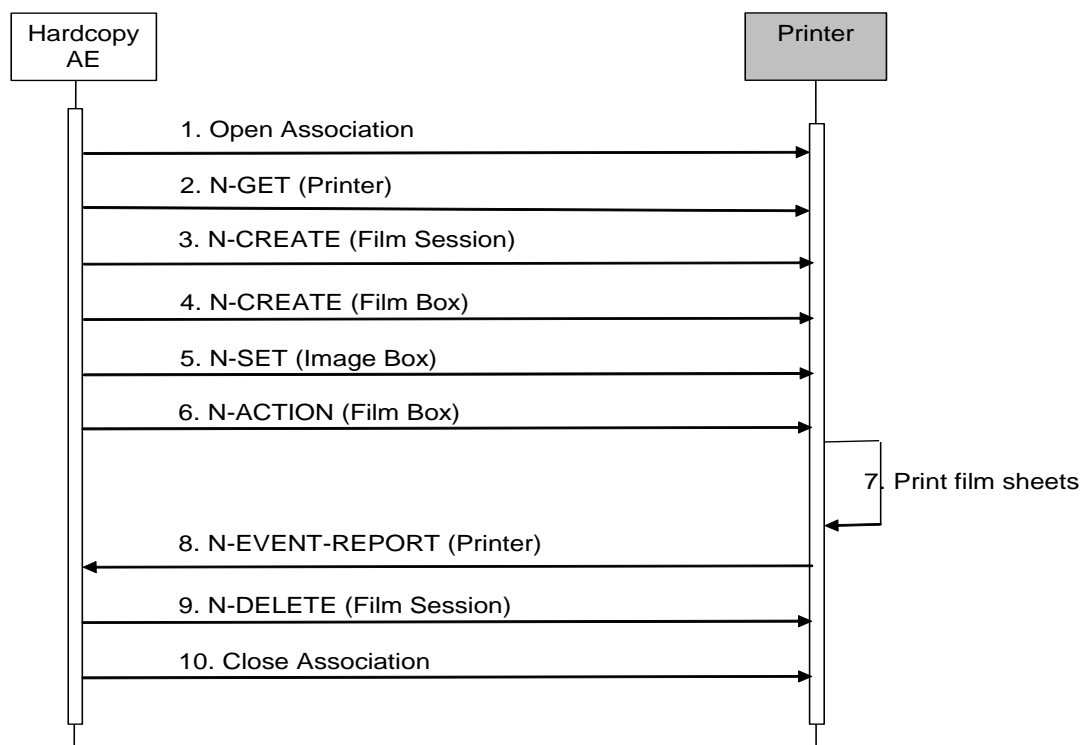 Hardcopy
AE
Printer
1. Open Association
2. N-GET (Printer)
3. N-CREATE (Film Session)
4. N-CREATE (Film Box)
5. N-SET (Image Box)
6. N-ACTION (Film Box)
7. Print film sheets
8. N-EVENT-REPORT (Printer)
9. N-DELETE (Film Session)
10. Close Association